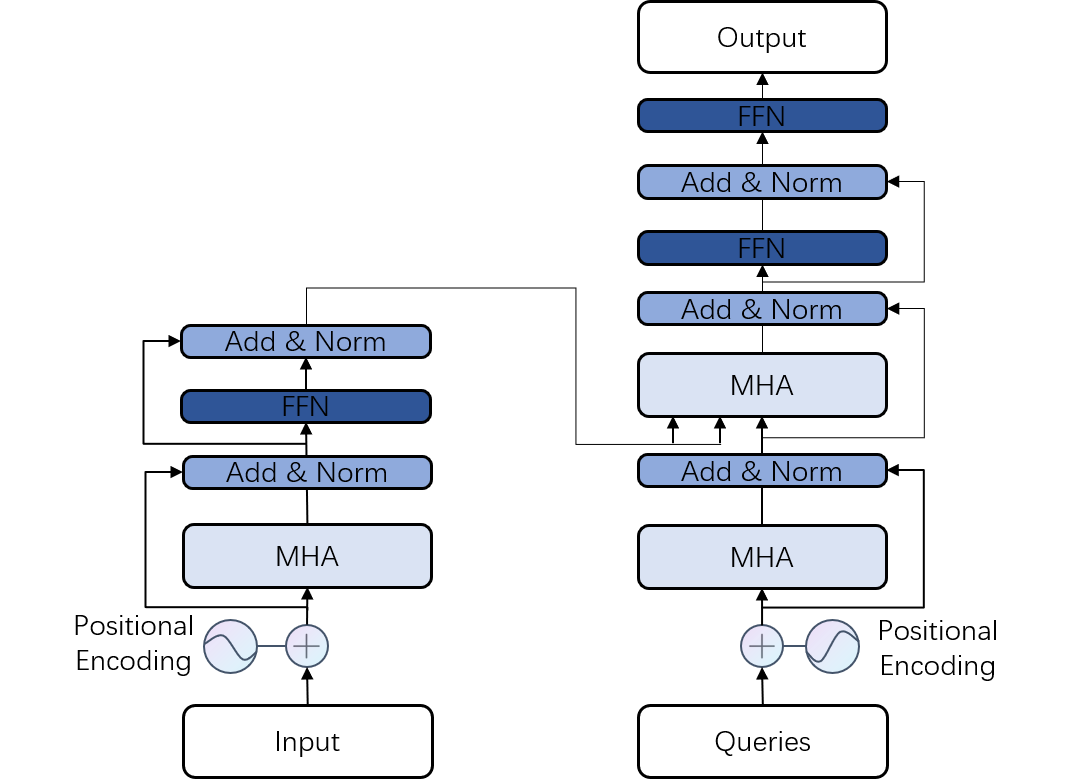 Output
FFN
Add & Norm
FFN
Add & Norm
MHA
Add & Norm
MHA
Positional
Encoding
Queries
Add & Norm
FFN
Add & Norm
MHA
Positional
Encoding
Input